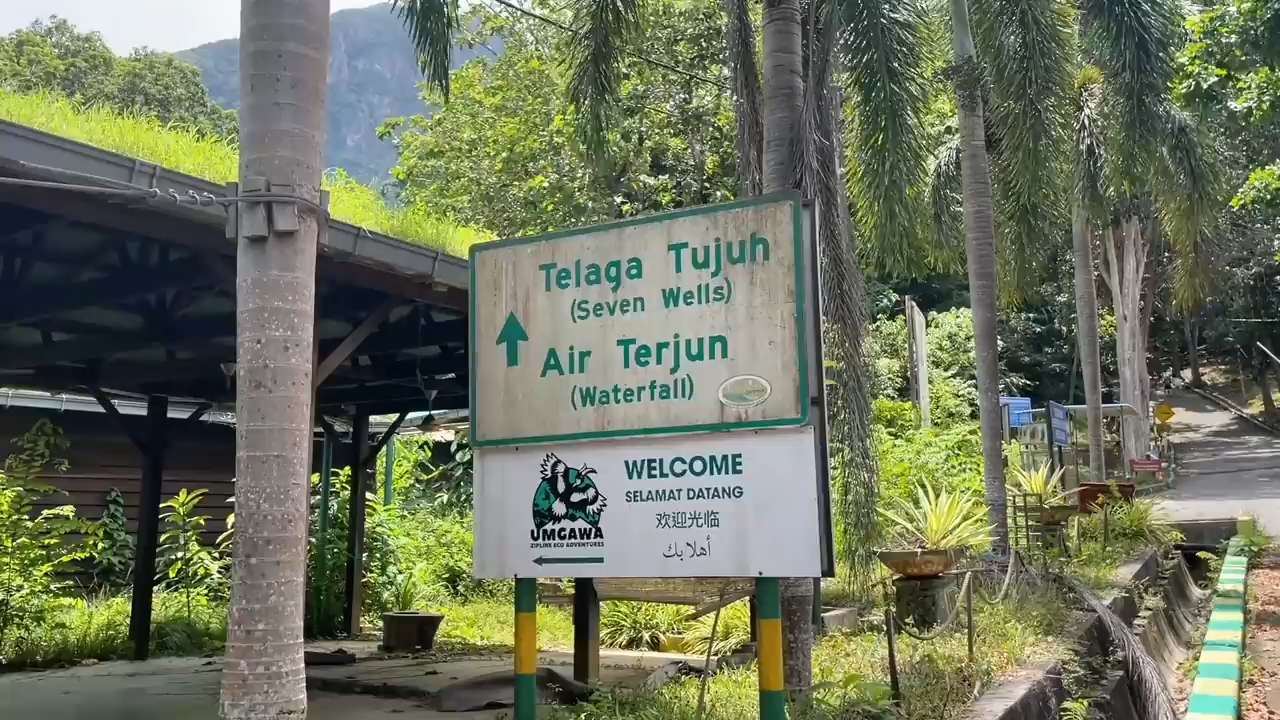 Telaga Tujuh
(Seven Wells)
Air Terjun
(Waterfall)
UMGAWA
ZIPLINE ECO ADVENTURES
WELCOME
SELAMAT DATANG
欢迎光临
أهلا بك